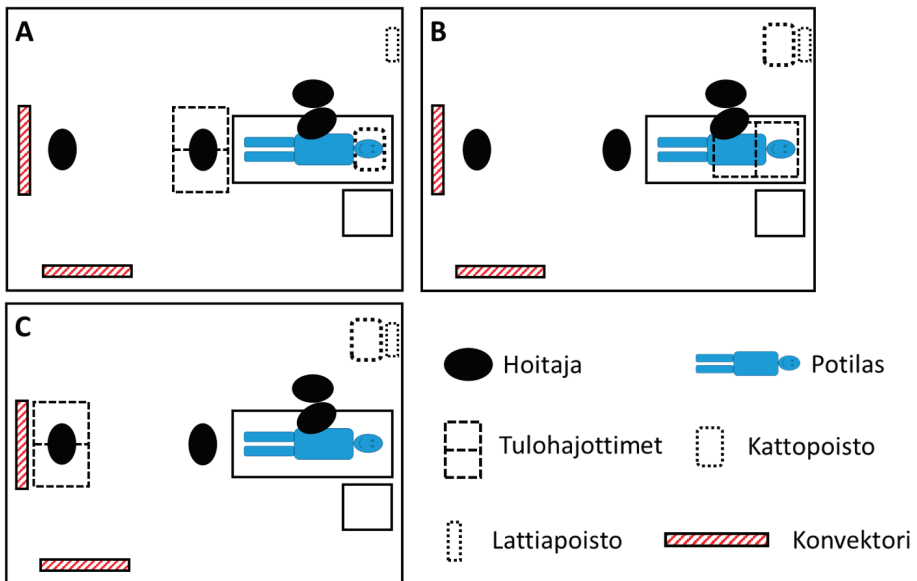 A
B
C
Hoitaja
Potilas
Tulohajottimet
Kattopoisto
Lattiapoisto
Konvektori